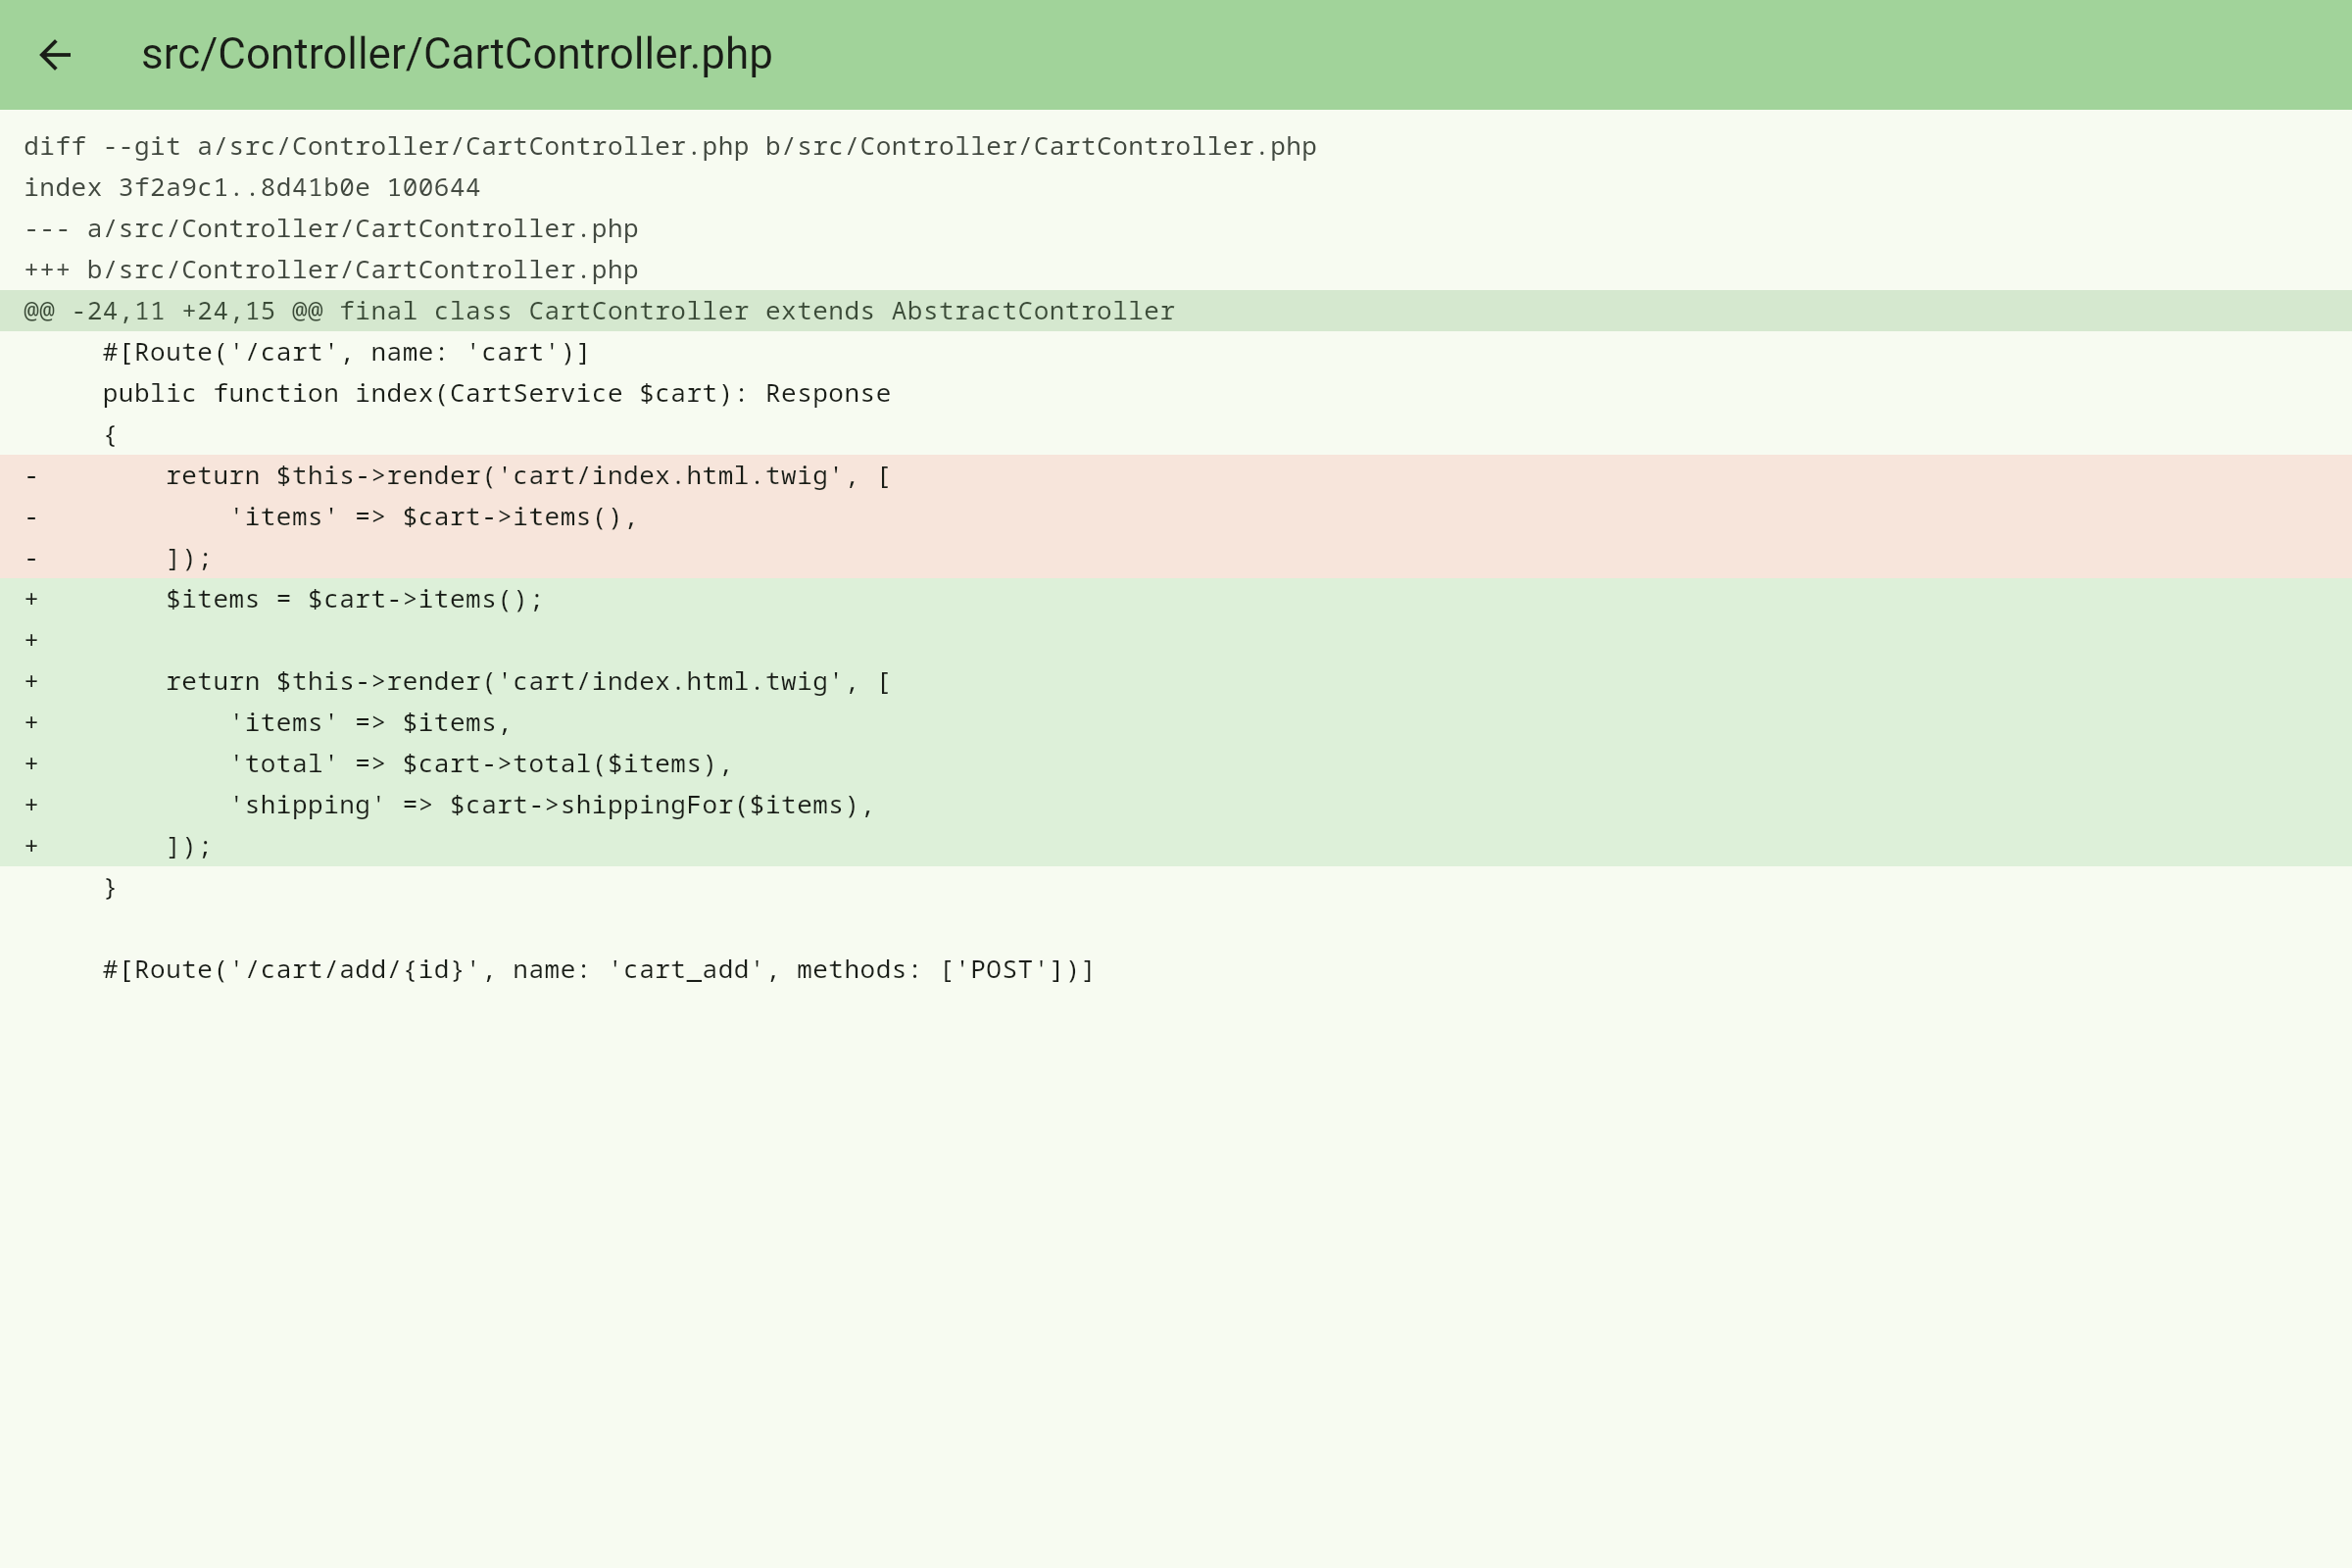 src/Controller/CartController.php
diff --git a/src/Controller/CartController.php b/src/Controller/CartController.php
index 3f2a9c1..8d41b0e 100644
--- a/src/Controller/CartController.php
+++ b/src/Controller/CartController.php
@@ -24,11 +24,15 @@ final class CartController extends AbstractController
     #[Route('/cart', name: 'cart')]
     public function index(CartService $cart): Response
     {
-        return $this->render('cart/index.html.twig', [
-            'items' => $cart->items(),
-        ]);
+        $items = $cart->items();
+
+        return $this->render('cart/index.html.twig', [
+            'items' => $items,
+            'total' => $cart->total($items),
+            'shipping' => $cart->shippingFor($items),
+        ]);
     }

     #[Route('/cart/add/{id}', name: 'cart_add', methods: ['POST'])]